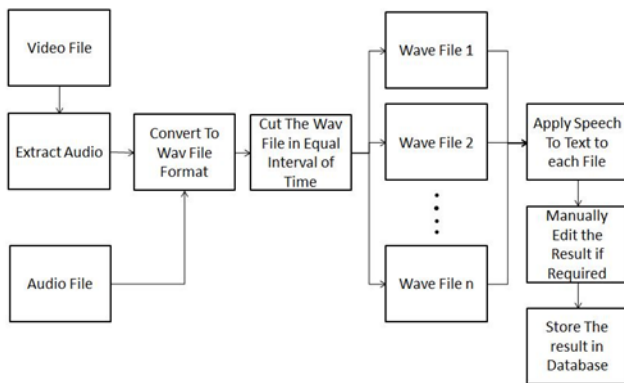 Video File
Extract Audio
Audio File
Convert To
Wav File
Format
Cut The Wav
File in Equal
Interval of
Time
Wave File 1
Wave File 2
Wave File n
Apply Speech
To Text to
each File
Manually
Edit the
Result if
Required
Store The
result in
Database